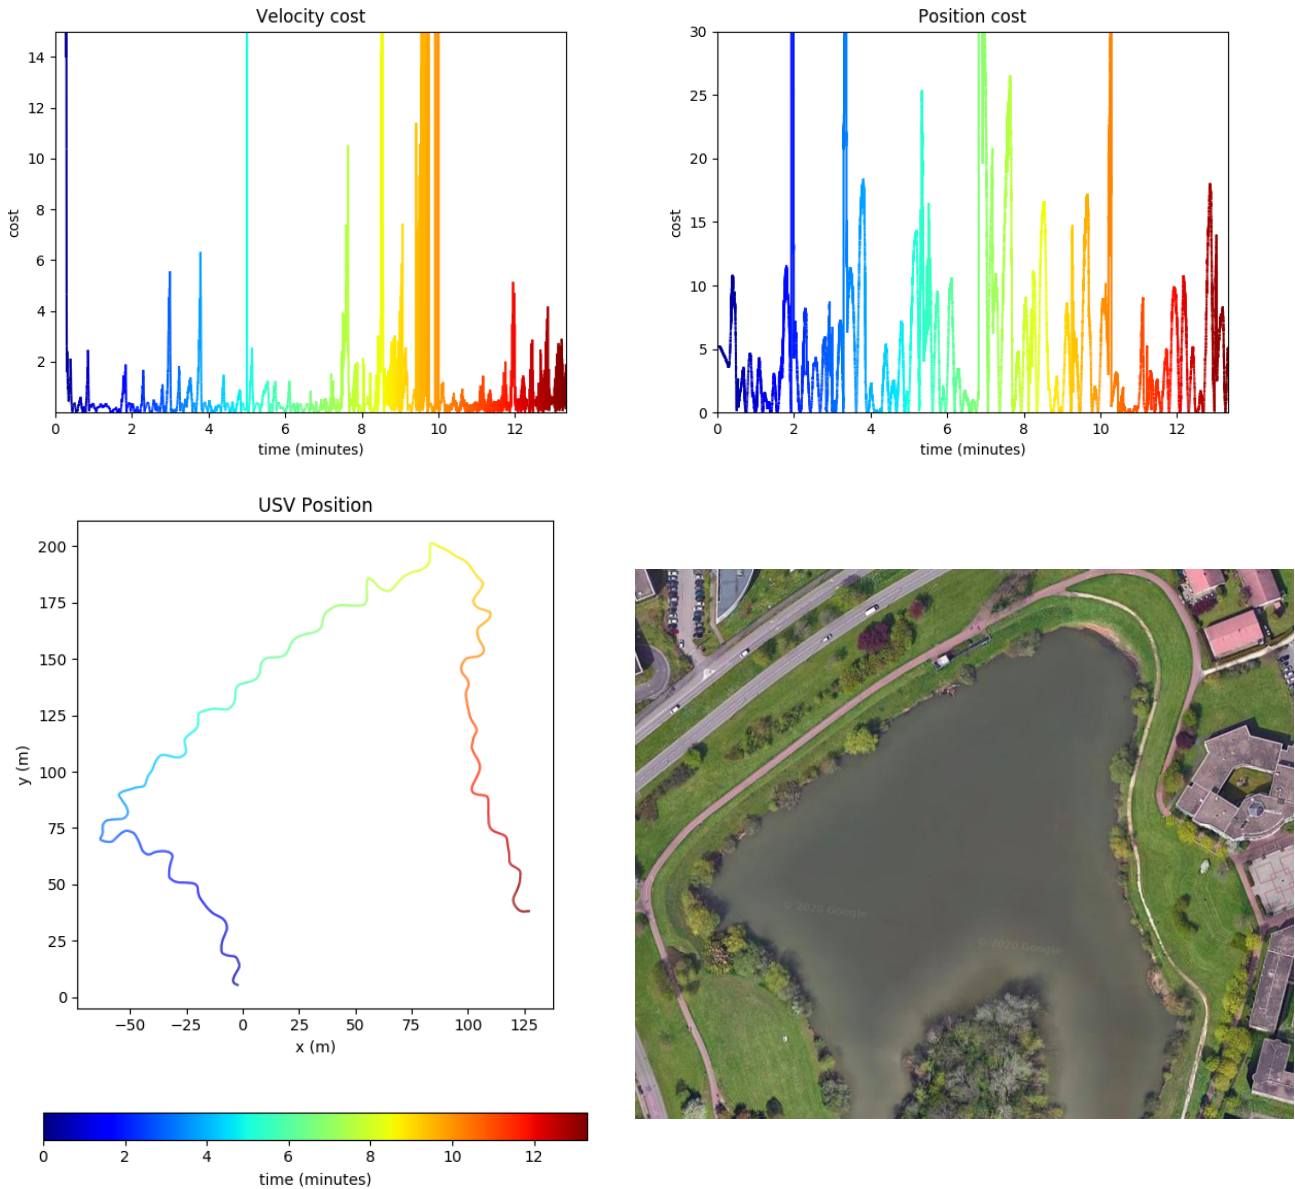 Velocity cost
14
12
10
8
6
4
2
cost
0 2 4 6 8 10 12
time (minutes)
Position cost
30
25
20
15
10
5
0
cost
0 2 4 6 8 10 12
time (minutes)
USV Position
200
175
150
125
100
75
50
25
0
y (m)
−50 −25 0 25 50 75 100 125
x (m)
© 2020 Google
© 2020 Google
0 2 4 6 8 10 12
time (minutes)